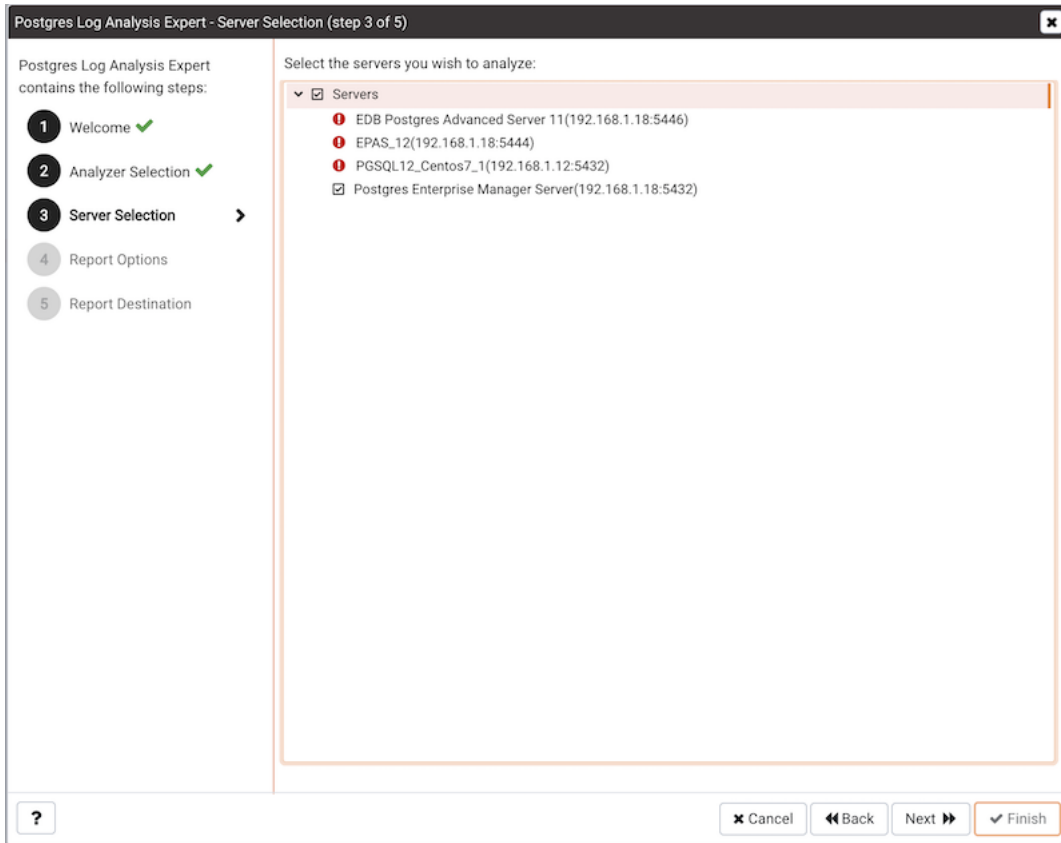 Postgres Log Analysis Expert - Server Selection (step 3 of 5)
Postgres Log Analysis Expert
contains the following steps:
1 Welcome
2 Analyzer Selection
3 Server Selection
4 Report Options
5 Report Destination
Select the servers you wish to analyze:
Servers
EDB Postgres Advanced Server 11(192.168.1.18:5446)
EPAS_12(192.168.1.18:5444)
PGSQL12_Centos7_1(192.168.1.12:5432)
Postgres Enterprise Manager Server(192.168.1.18:5432)
?
Cancel
Back
Next
Finish